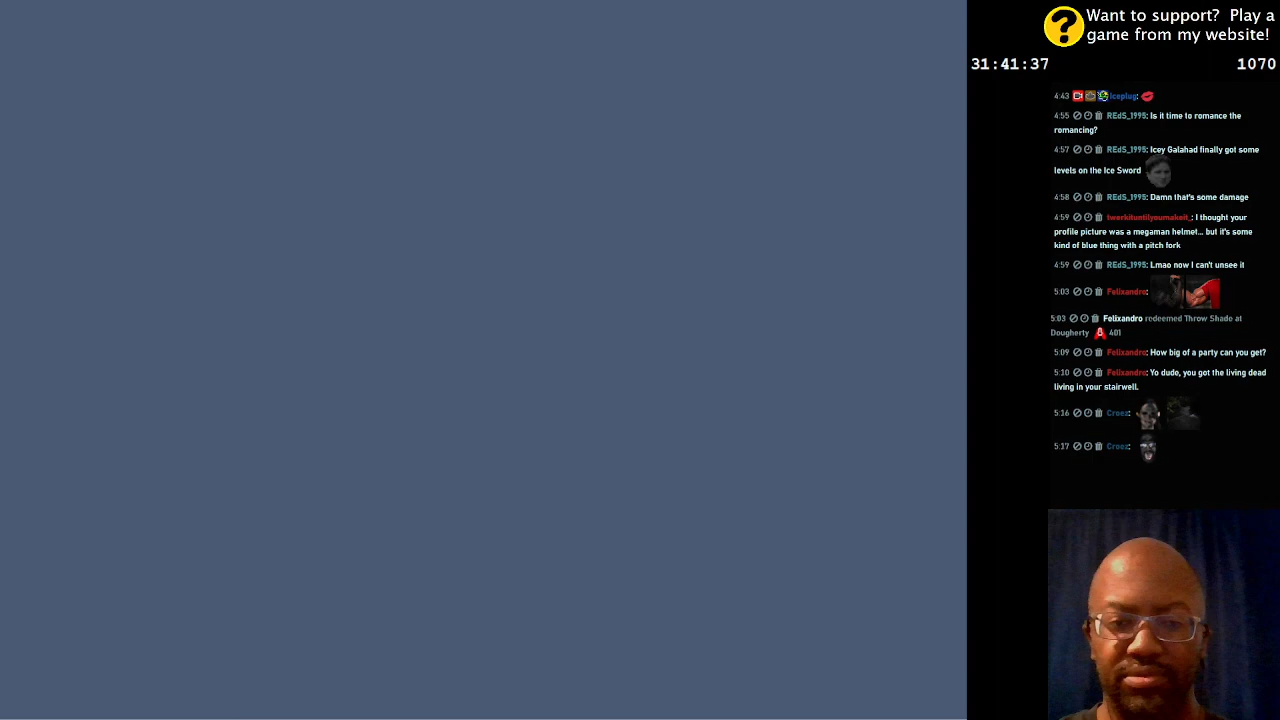 Want to support? Play a
game from my website!
31:41:37
1070
4:43 Iceplug:
4:55 REdS_1995: Is it time to romance the
romancing?
4:57 REdS_1995: Icey Galahad finally got some
levels on the Ice Sword
4:58 REdS_1995: Damn that's some damage
4:59 twerkituntilyoumakeit_: I thought your
profile picture was a megaman helmet... but it's some
kind of blue thing with a pitch fork
4:59 REdS_1995: Lmao now I can't unsee it
5:03 Felixandro:
5:03 Felixandro redeemed Throw Shade at
Dougherty 401
5:09 Felixandro: How big of a party can you get?
5:10 Felixandro: Yo dude, you got the living dead
living in your stairwell.
5:16 Croez:
5:17 Croez: